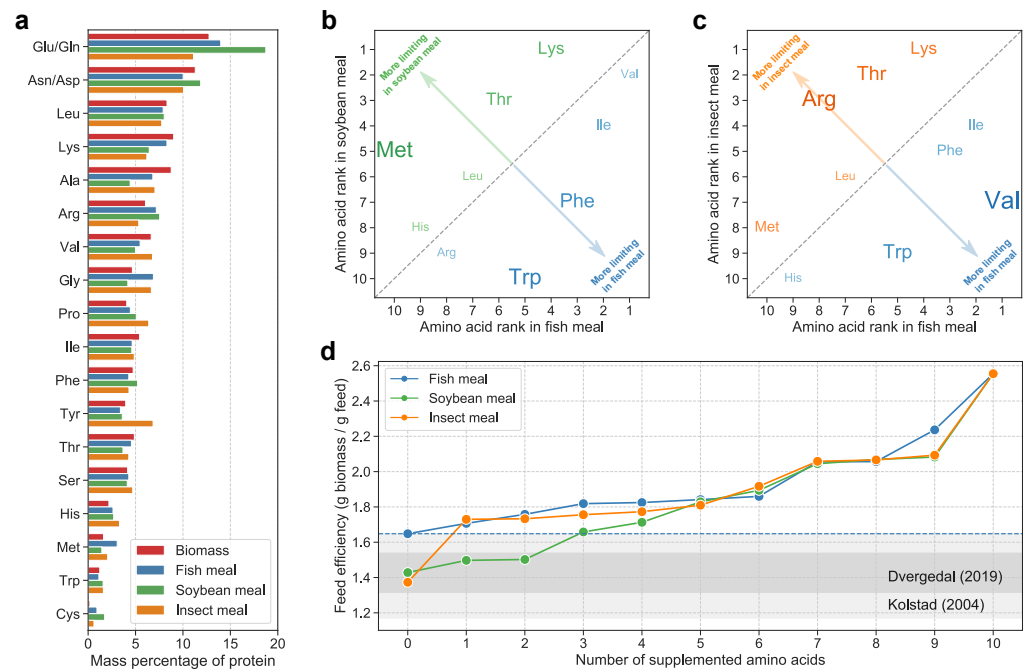 a
Glu/Gln
Asn/Asp
Leu
Lys
Ala
Arg
Val
Gly
Pro
Ile
Phe
Tyr
Thr
Ser
His
Met
Trp
Cys
Biomass
Fish meal
Soybean meal
Insect meal
0 5 10 15 20
Mass percentage of protein
b
Amino acid rank in soybean meal
1
2
3
4
5
6
7
8
9
10
More limiting
in soybean meal
Lys
Val
Thr
Ile
Met
Leu
Phe
His
Arg
Trp
More limiting
in fish meal
10 9 8 7 6 5 4 3 2 1
Amino acid rank in fish meal
c
Amino acid rank in insect meal
1
2
3
4
5
6
7
8
9
10
More limiting
in insect meal
Lys
Thr
Arg
Ile
Phe
Leu
Val
Met
Trp
His
More limiting
in fish meal
10 9 8 7 6 5 4 3 2 1
Amino acid rank in fish meal
d
Feed efficiency (g biomass / g feed)
2.6
2.4
2.2
2.0
1.8
1.6
1.4
1.2
Fish meal
Soybean meal
Insect meal
Dvergedal (2019)
Kolstad (2004)
0 1 2 3 4 5 6 7 8 9 10
Number of supplemented amino acids